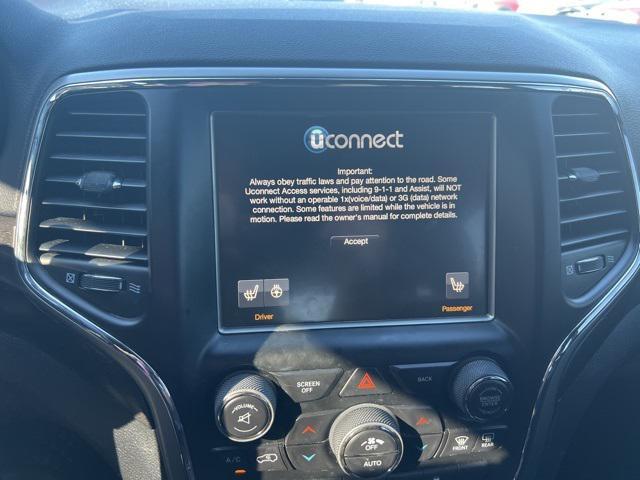 uconnect
Important:
Always obey traffic laws and pay attention to the road. Some
Uconnect Access services, including 9-1-1 and Assist, will NOT
work without an operable 1x(voice/data) or 3G (data) network
connection. Some features are limited while the vehicle is in
motion. Please read the owner's manual for complete details.
Accept
Driver
Passenger
VOLUME
SCREEN
OFF
BACK
BROWSE
ENTER
A/C
OFF
AUTO
FRONT
REAR